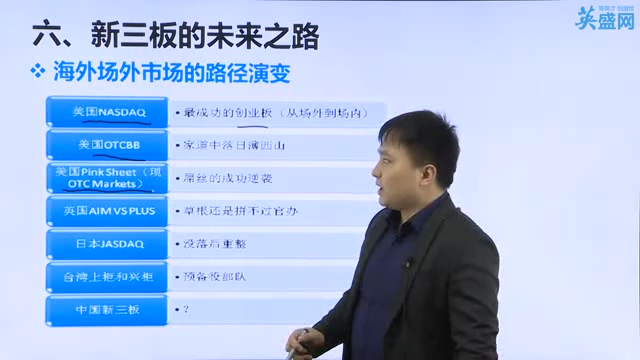 英盛网
六、新三板的未来之路
❖ 海外场外市场的路径演变
美国NASDAQ
• 最成功的创业板（从场外到场内）
美国OTCBB
• 家道中落日薄西山
美国Pink Sheet（现
OTC Markets）
• 屌丝的成功逆袭
英国AIM VS PLUS
• 草根还是拼不过官办
日本JASDAQ
• 没落后重整
台湾上柜和兴柜
• 预备役部队
中国新三板
• ？